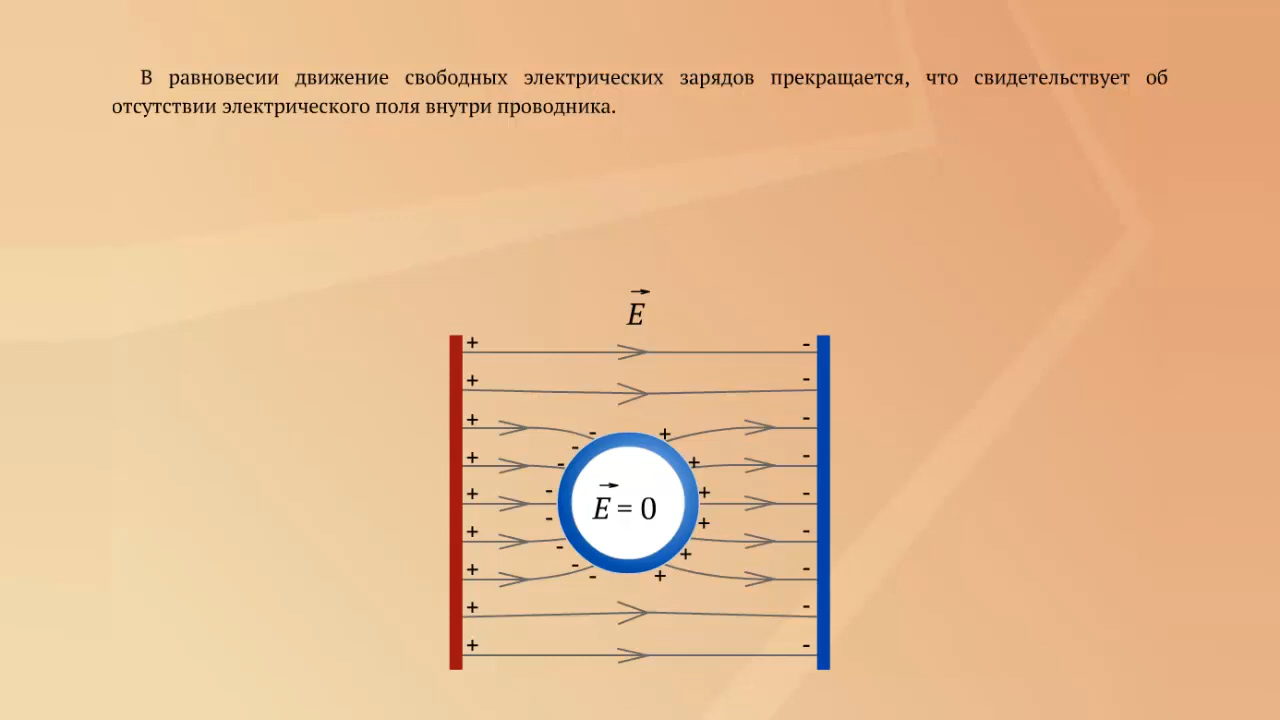 В равновесии движение свободных электрических зарядов прекращается, что свидетельствует об
отсутствии электрического поля внутри проводника.
E
+ -
+ -
+ - - + -
+ - + -
+ - + -
+ - + -
+ - + -
+ -
+ -
E = 0